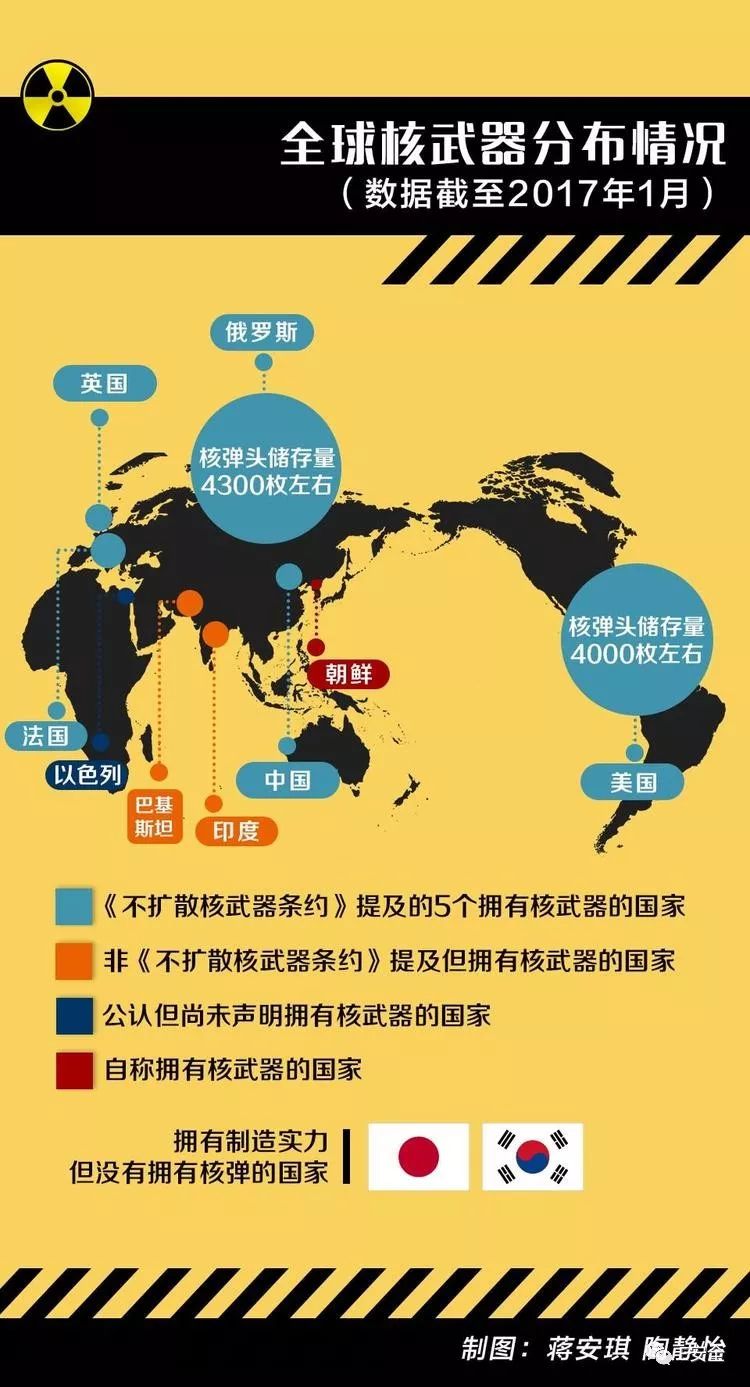 全球核武器分布情况
（数据截至2017年1月）
俄罗斯
英国
核弹头储存量
4300枚左右
核弹头储存量
4000枚左右
朝鲜
法国
以色列
中国
美国
巴基
斯坦
印度
《不扩散核武器条约》提及的5个拥有核武器的国家
非《不扩散核武器条约》提及但拥有核武器的国家
公认但尚未声明拥有核武器的国家
自称拥有核武器的国家
拥有制造实力
但没有拥有核弹的国家
制图：蒋安琪 陶静怡